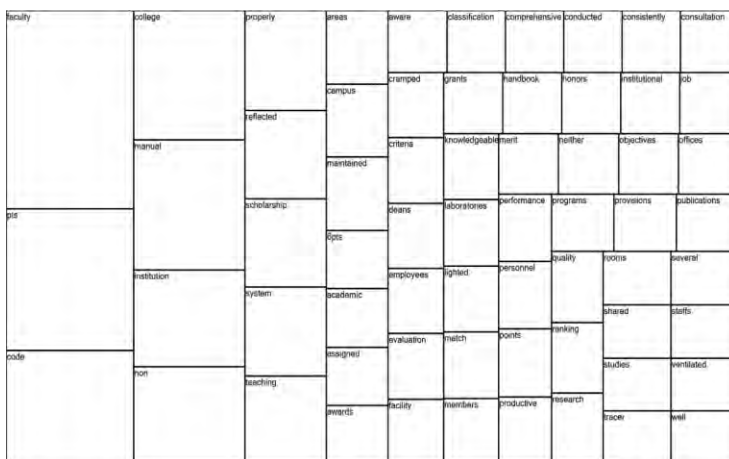 faculty
pts
code
college
manual
institution
non
properly
reflected
scholarship
system
teaching
areas
campus
maintained
6pts
academic
assigned
awards
aware
classification
comprehensive
conducted
consistently
consultation
cramped
grants
handbook
honors
institutional
job
criteria
knowledgeable
merit
neither
objectives
offices
deans
laboratories
performance
programs
provisions
publications
employees
lighted
personnel
quality
rooms
several
evaluation
match
points
ranking
shared
staffs
facility
members
productive
research
studies
ventilated
tracer
well